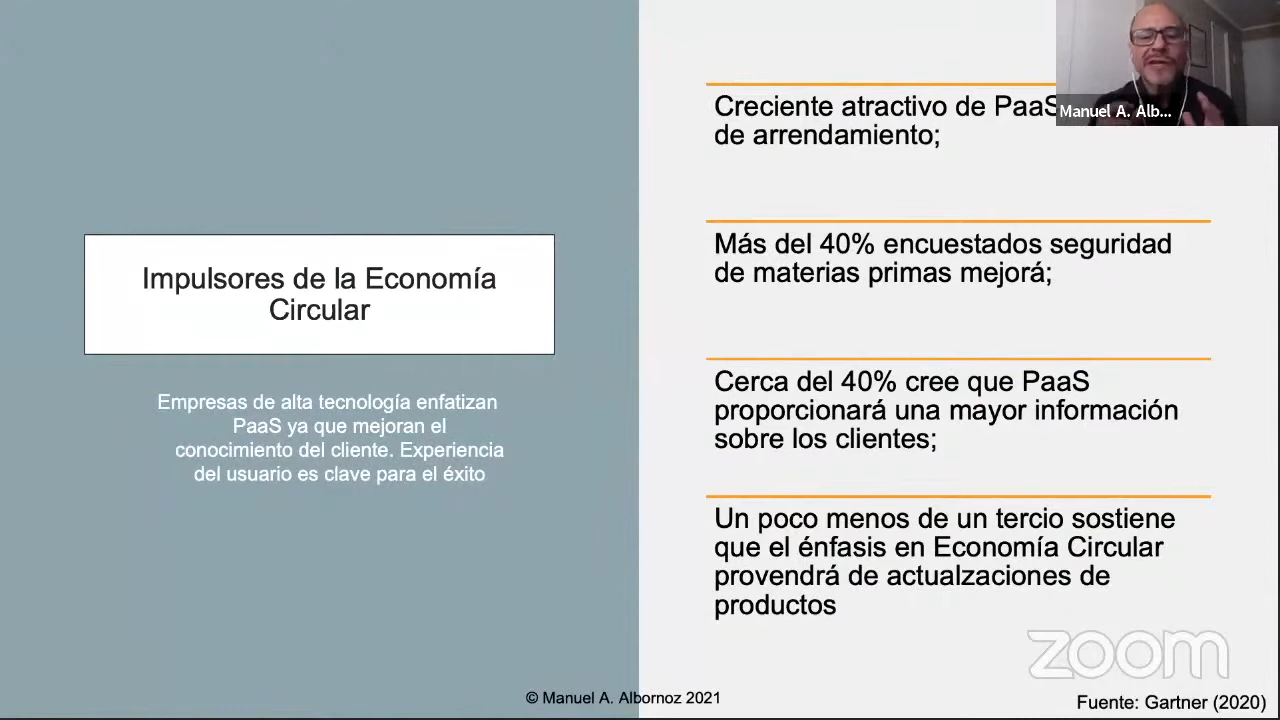 Impulsores de la Economía
Circular
Empresas de alta tecnología enfatizan
PaaS ya que mejoran el
conocimiento del cliente. Experiencia
del usuario es clave para el éxito
Creciente atractivo de PaaS
de arrendamiento;
Más del 40% encuestados seguridad
de materias primas mejorá;
Cerca del 40% cree que PaaS
proporcionará una mayor información
sobre los clientes;
Un poco menos de un tercio sostiene
que el énfasis en Economía Circular
provendrá de actualzaciones de
productos
Manuel A. Alb...
zoom
© Manuel A. Albornoz 2021
Fuente: Gartner (2020)